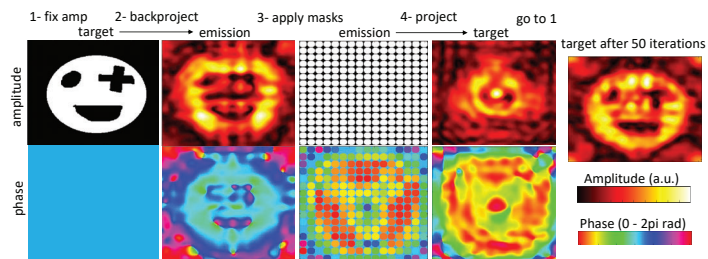 1- fix amp 2- backproject 3- apply masks 4- project go to 1
target emission emission target
target after 50 iterations
amplitude
phase
Amplitude (a.u.)
Phase (0 - 2pi rad)